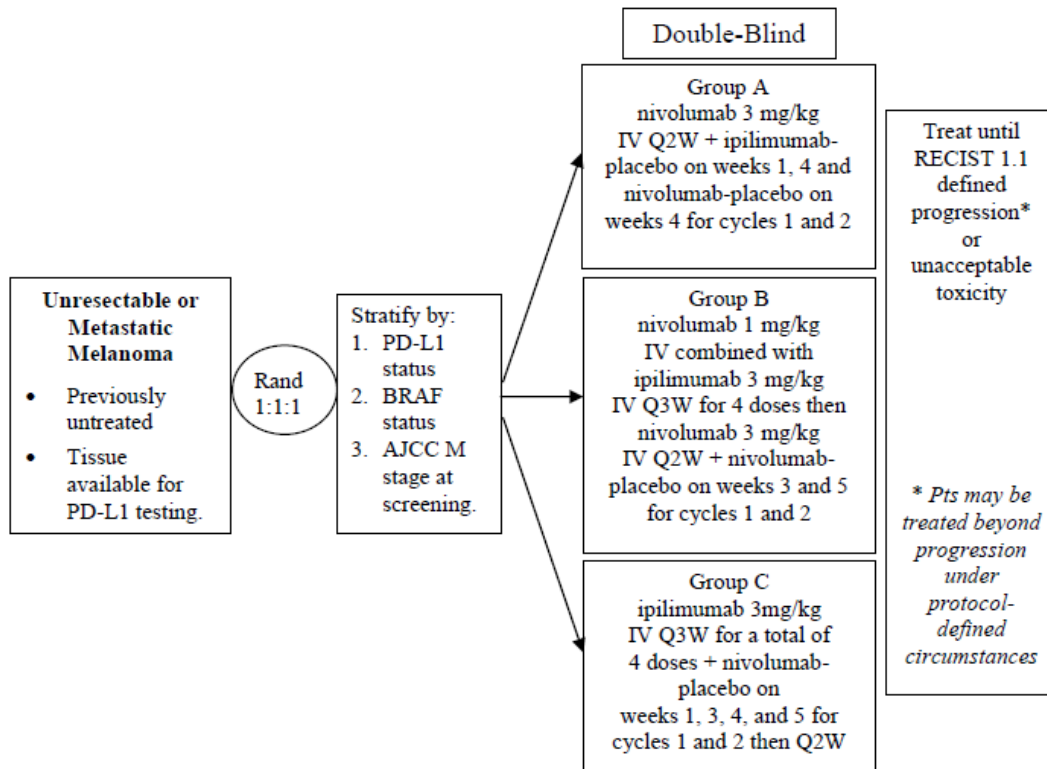 Double-Blind
Unresectable or
Metastatic
Melanoma
• Previously
untreated
• Tissue
available for
PD-L1 testing.
Rand
1:1:1
Stratify by:
1. PD-L1
status
2. BRAF
status
3. AJCC M
stage at
screening.
Group A
nivolumab 3 mg/kg
IV Q2W + ipilimumab-
placebo on weeks 1, 4 and
nivolumab-placebo on
weeks 4 for cycles 1 and 2
Group B
nivolumab 1 mg/kg
IV combined with
ipilimumab 3 mg/kg
IV Q3W for 4 doses then
nivolumab 3 mg/kg
IV Q2W + nivolumab-
placebo on weeks 3 and 5
for cycles 1 and 2
Group C
ipilimumab 3mg/kg
IV Q3W for a total of
4 doses + nivolumab-
placebo on
weeks 1, 3, 4, and 5 for
cycles 1 and 2 then Q2W
Treat until
RECIST 1.1
defined
progression*
or
unacceptable
toxicity
* Pts may be
treated beyond
progression
under
protocol-
defined
circumstances